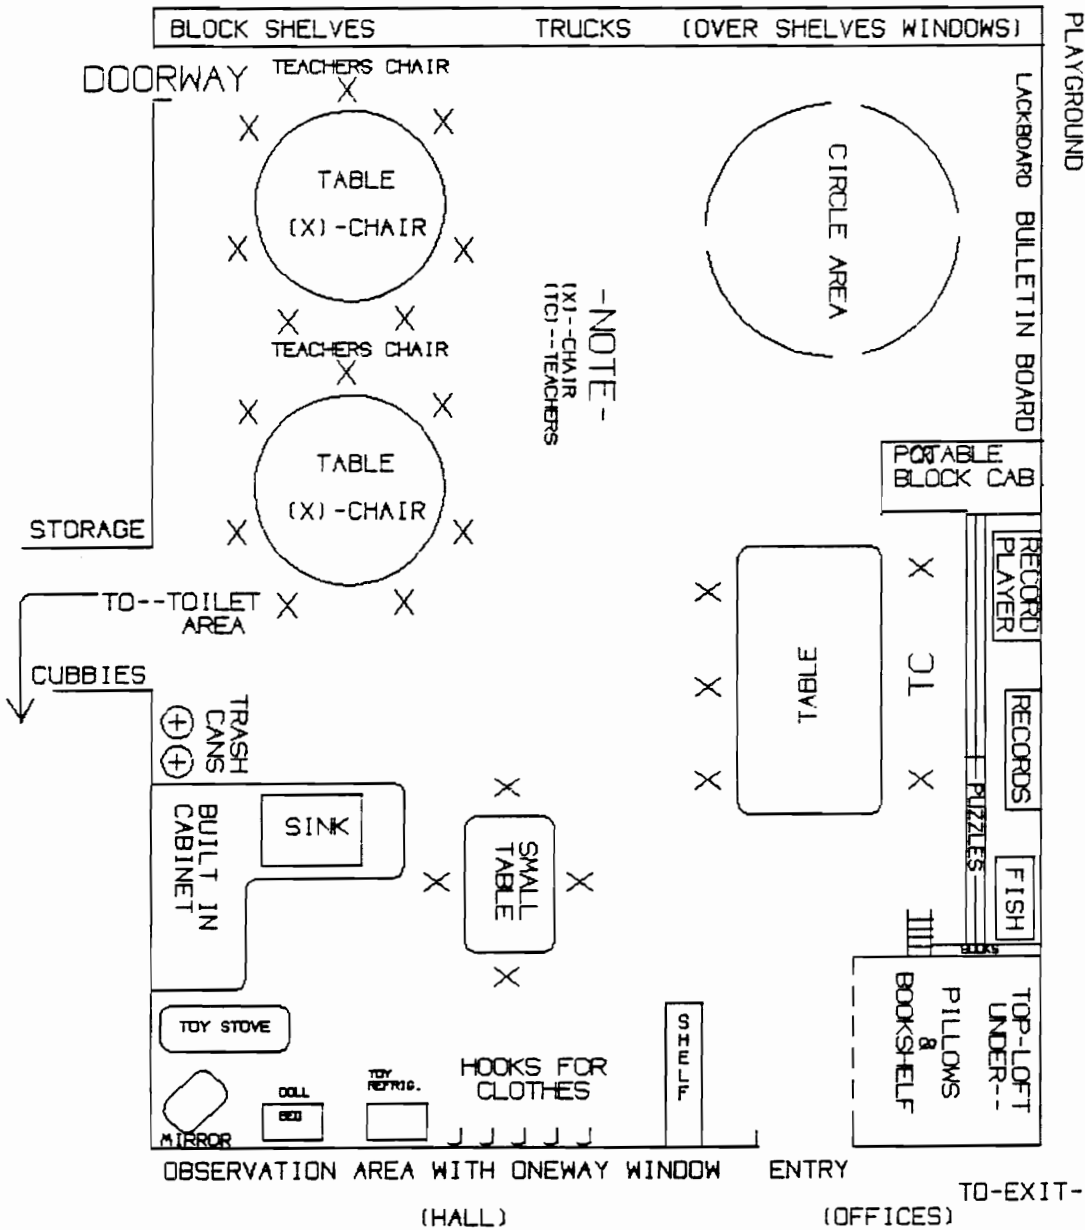 BLOCK SHELVES TRUCKS (OVER SHELVES WINDOWS)
PLAYGROUND
DOORWAY
TEACHERS CHAIR
X
X
X
TABLE
(X)-CHAIR
X
X
X
X
CIRCLE AREA
LACKBOARD BULLETIN BOARD
-NOTE-
(X)--CHAIR
(TC)--TEACHERS
TEACHERS CHAIR
X
X
X
TABLE
(X)-CHAIR
X
X
X
X
PORTABLE
BLOCK CAB
STORAGE
TO--TOILET
AREA
CUBBIES
TRASH
CANS
RECORD
PLAYER
X
X
X
TABLE
X
TC
X
RECORDS
PUZZLES
FISH
BOOKS
BUILT IN
CABINET
SINK
X
X
SMALL
TABLE
X
X
TOP-LOFT
UNDER--
PILLOWS
&
BOOKSHELF
TOY STOVE
MIRROR
DOLL
BED
TOY
REFRIG.
HOOKS FOR
CLOTHES
SHELF
OBSERVATION AREA WITH ONEWAY WINDOW ENTRY
TO-EXIT-
(HALL) (OFFICES)